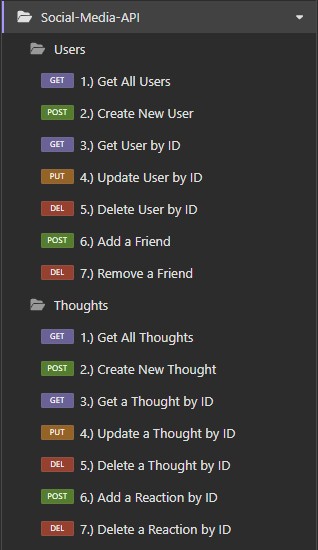 Social-Media-API
Users
GET 1.) Get All Users
POST 2.) Create New User
GET 3.) Get User by ID
PUT 4.) Update User by ID
DEL 5.) Delete User by ID
POST 6.) Add a Friend
DEL 7.) Remove a Friend
Thoughts
GET 1.) Get All Thoughts
POST 2.) Create New Thought
GET 3.) Get a Thought by ID
PUT 4.) Update a Thought by ID
DEL 5.) Delete a Thought by ID
POST 6.) Add a Reaction by ID
DEL 7.) Delete a Reaction by ID